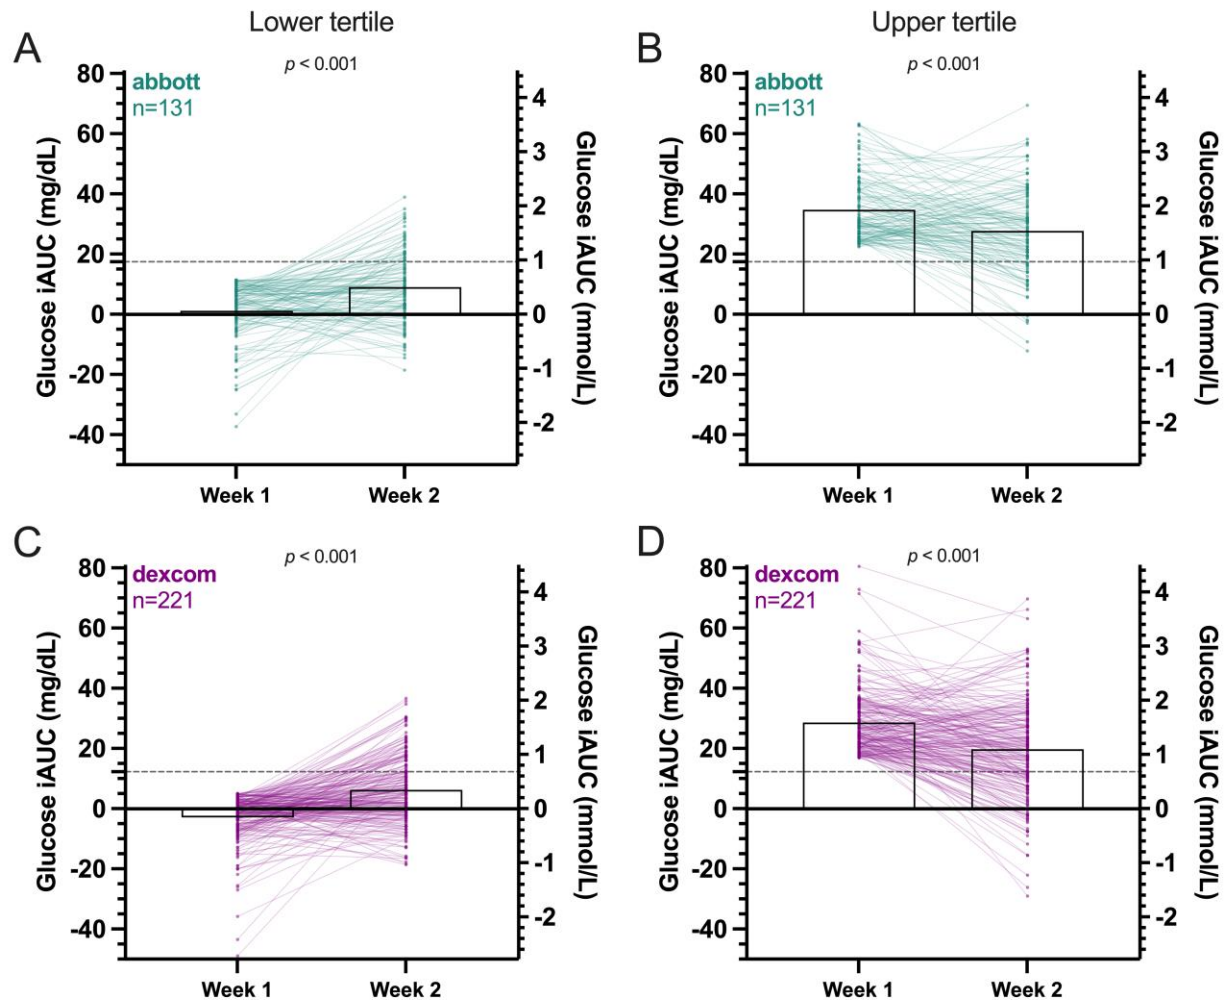 Lower tertile
Upper tertile
A
p < 0.001
abbott
n=131
80
60
40
20
0
-20
-40
Glucose iAUC (mg/dL)
4
3
2
1
0
-1
-2
Glucose iAUC (mmol/L)
Week 1
Week 2
B
p < 0.001
abbott
n=131
80
60
40
20
0
-20
-40
Glucose iAUC (mg/dL)
4
3
2
1
0
-1
-2
Glucose iAUC (mmol/L)
Week 1
Week 2
C
p < 0.001
dexcom
n=221
80
60
40
20
0
-20
-40
Glucose iAUC (mg/dL)
4
3
2
1
0
-1
-2
Glucose iAUC (mmol/L)
Week 1
Week 2
D
p < 0.001
dexcom
n=221
80
60
40
20
0
-20
-40
Glucose iAUC (mg/dL)
4
3
2
1
0
-1
-2
Glucose iAUC (mmol/L)
Week 1
Week 2